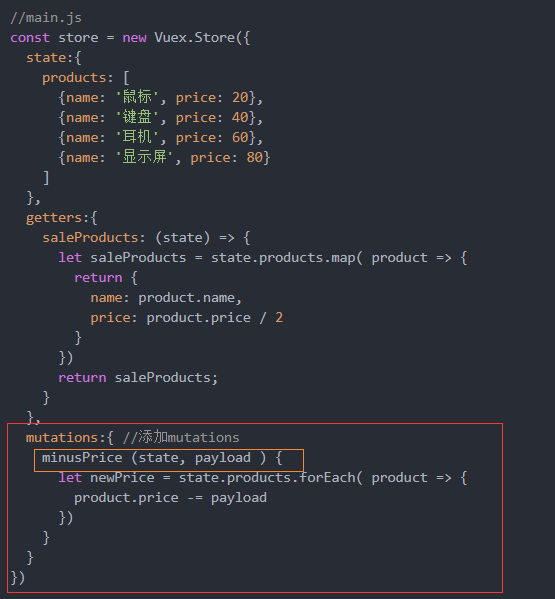 //main.js
const store = new Vuex.Store({
  state:{
    products: [
      {name: '鼠标', price: 20},
      {name: '键盘', price: 40},
      {name: '耳机', price: 60},
      {name: '显示屏', price: 80}
    ]
  },
  getters:{
    saleProducts: (state) => {
      let saleProducts = state.products.map( product => {
        return {
          name: product.name,
          price: product.price / 2
        }
      })
      return saleProducts;
    }
  },
  mutations:{ //添加mutations
    minusPrice (state, payload ) {
      let newPrice = state.products.forEach( product => {
        product.price -= payload
      })
    }
  }
})